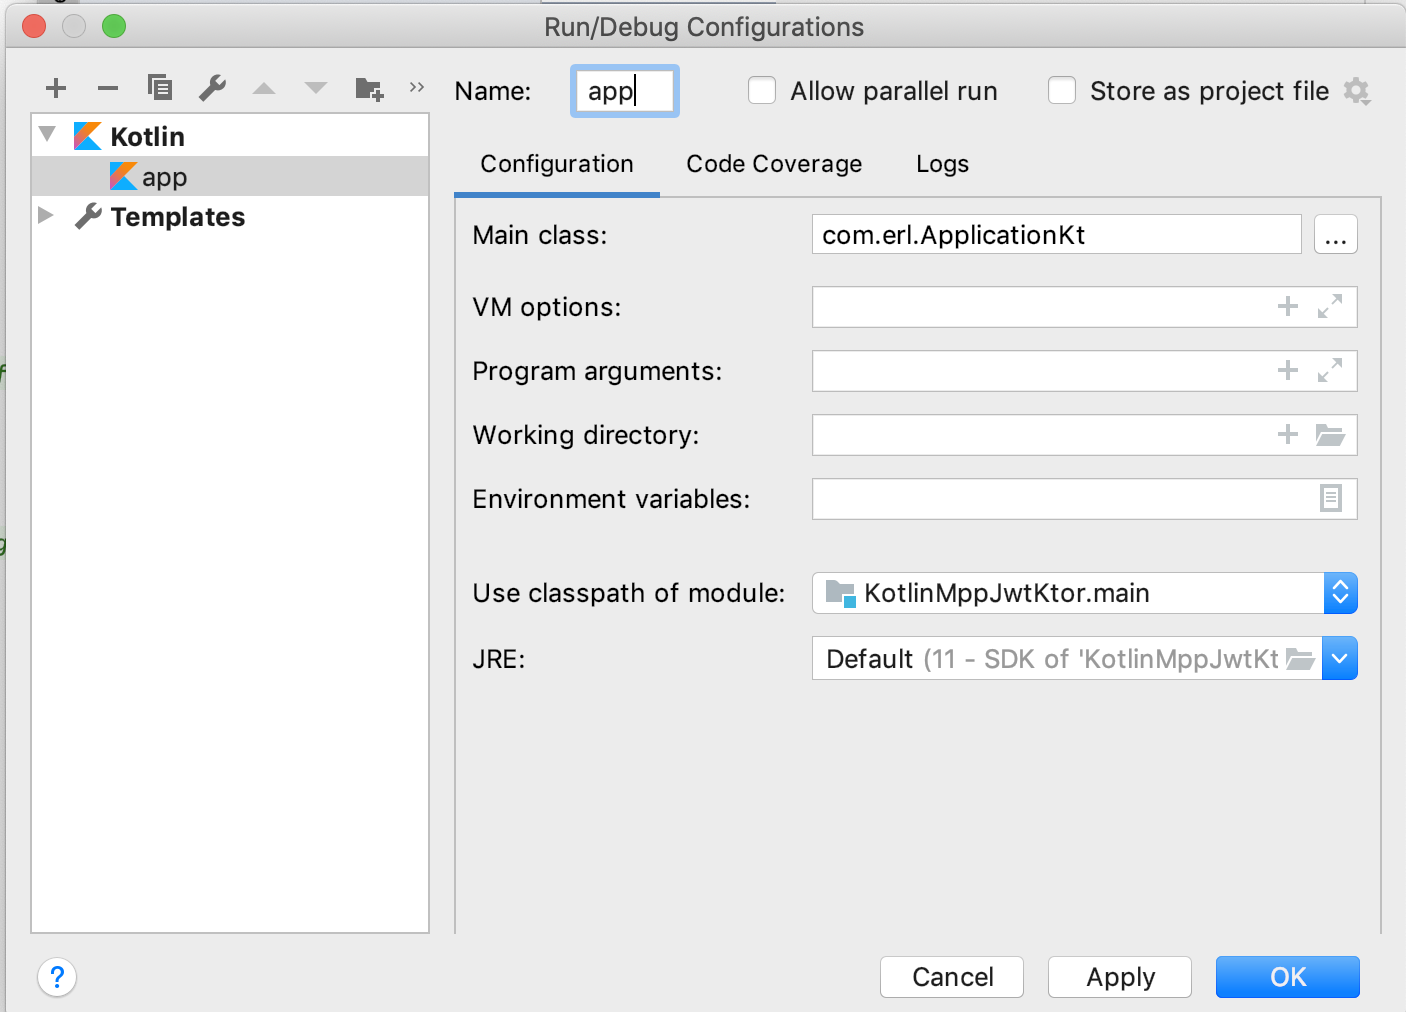 Run/Debug Configurations
Name: app Allow parallel run Store as project file
Kotlin
app
Templates
Configuration Code Coverage Logs
Main class: com.erl.ApplicationKt ...
VM options:
Program arguments:
Working directory:
Environment variables:
Use classpath of module: KotlinMppJwtKtor.main
JRE: Default (11 - SDK of 'KotlinMppJwtKt
? Cancel Apply OK